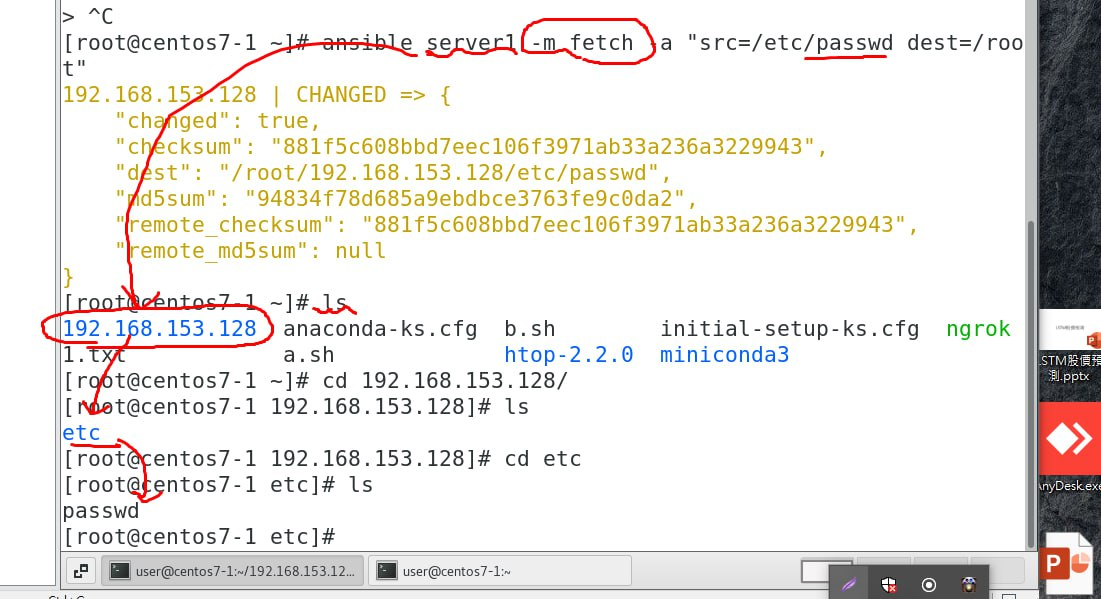 > ^C
[root@centos7-1 ~]# ansible server1 -m fetch -a "src=/etc/passwd dest=/roo
t"
192.168.153.128 | CHANGED => {
    "changed": true,
    "checksum": "881f5c608bbd7eec106f3971ab33a236a3229943",
    "dest": "/root/192.168.153.128/etc/passwd",
    "md5sum": "94834f78d685a9ebdbce3763fe9c0da2",
    "remote_checksum": "881f5c608bbd7eec106f3971ab33a236a3229943",
    "remote_md5sum": null
}
[root@centos7-1 ~]# ls
192.168.153.128  anaconda-ks.cfg  b.sh        initial-setup-ks.cfg  ngrok
1.txt            a.sh             htop-2.2.0  miniconda3
[root@centos7-1 ~]# cd 192.168.153.128/
[root@centos7-1 192.168.153.128]# ls
etc
[root@centos7-1 192.168.153.128]# cd etc
[root@centos7-1 etc]# ls
passwd
[root@centos7-1 etc]#
user@centos7-1:~/192.168.153.12...
user@centos7-1:~
STM股價預
測.pptx
AnyDesk.exe